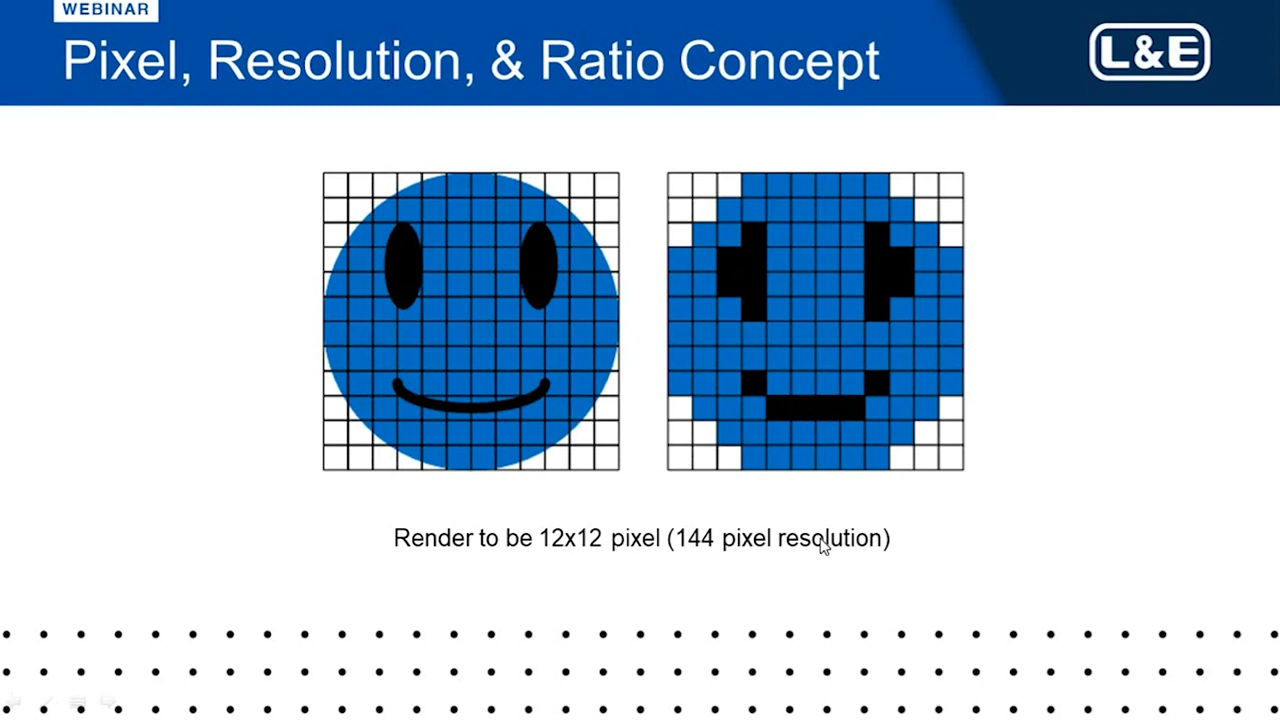 WEBINAR
Pixel, Resolution, & Ratio Concept
L&E
Render to be 12x12 pixel (144 pixel resolution)